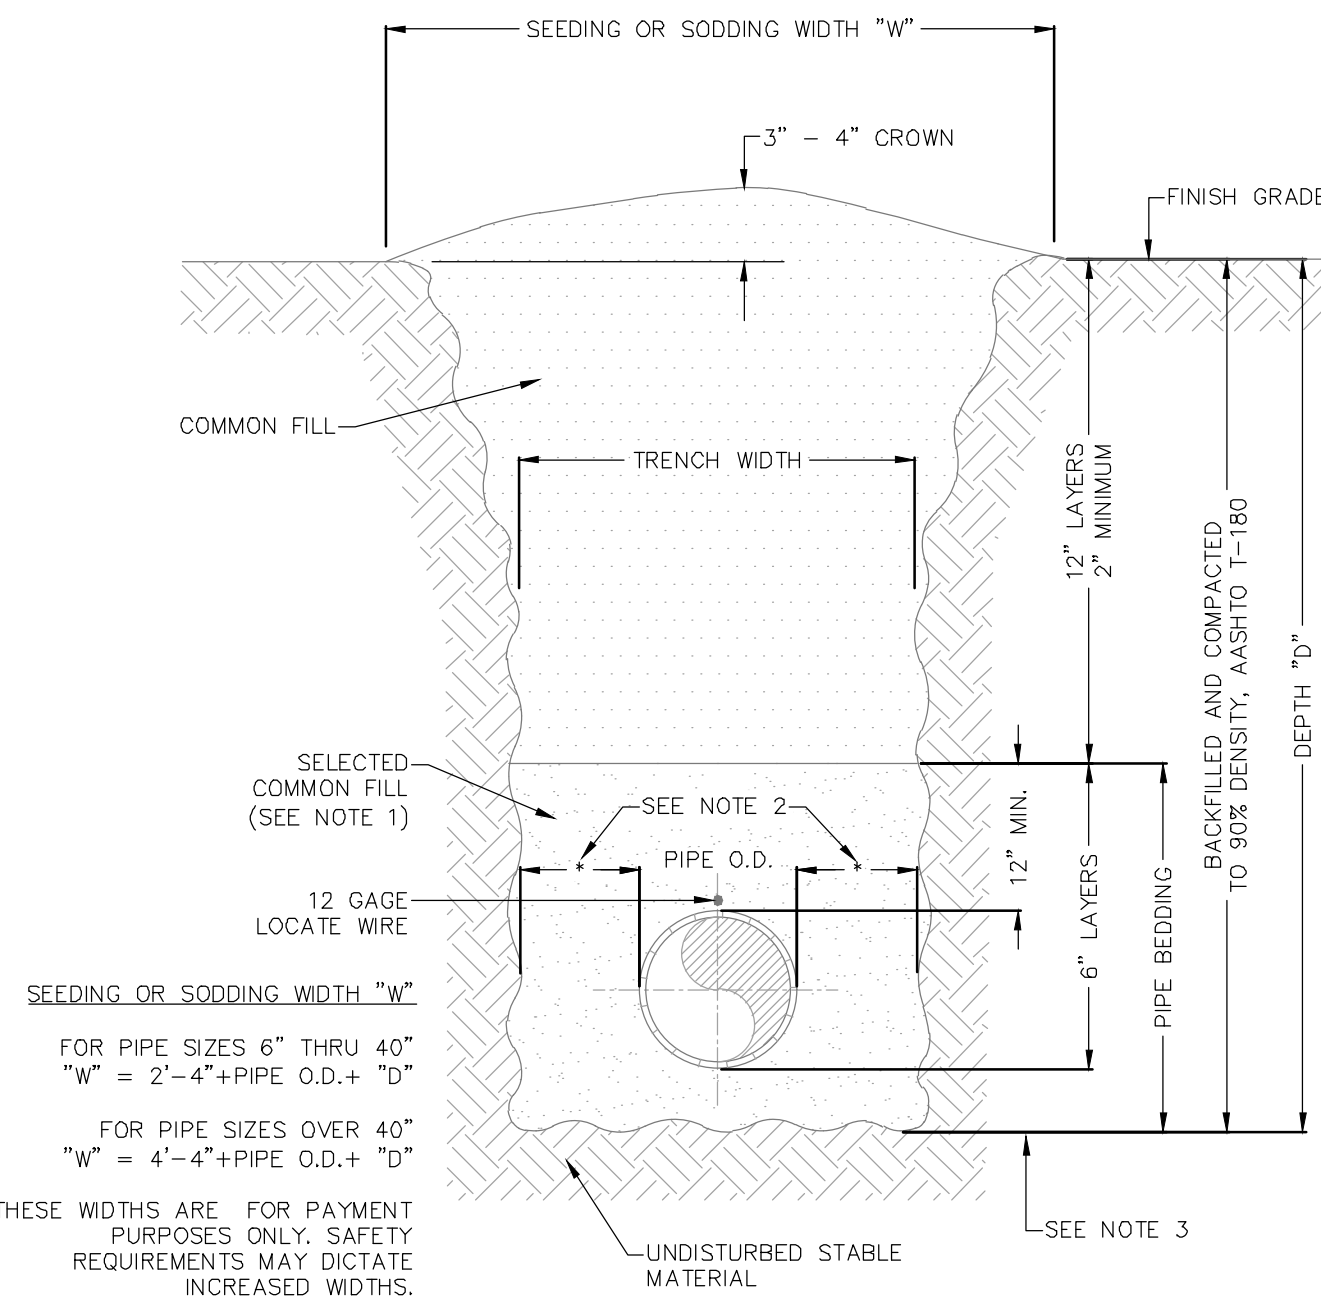 SEEDING OR SODDING WIDTH "W"
3" - 4" CROWN
FINISH GRADE
COMMON FILL
TRENCH WIDTH
12" LAYERS
2" MINIMUM
BACKFILLED AND COMPACTED
TO 90% DENSITY, AASHTO T-180
DEPTH "D"
SELECTED
COMMON FILL
(SEE NOTE 1)
SEE NOTE 2
* PIPE O.D. *
12" MIN.
6" LAYERS
PIPE BEDDING
12 GAGE
LOCATE WIRE
SEEDING OR SODDING WIDTH "W"
FOR PIPE SIZES 6" THRU 40"
"W" = 2'-4"+PIPE O.D.+ "D"
FOR PIPE SIZES OVER 40"
"W" = 4'-4"+PIPE O.D.+ "D"
THESE WIDTHS ARE FOR PAYMENT
PURPOSES ONLY. SAFETY
REQUIREMENTS MAY DICTATE
INCREASED WIDTHS.
SEE NOTE 3
UNDISTURBED STABLE
MATERIAL